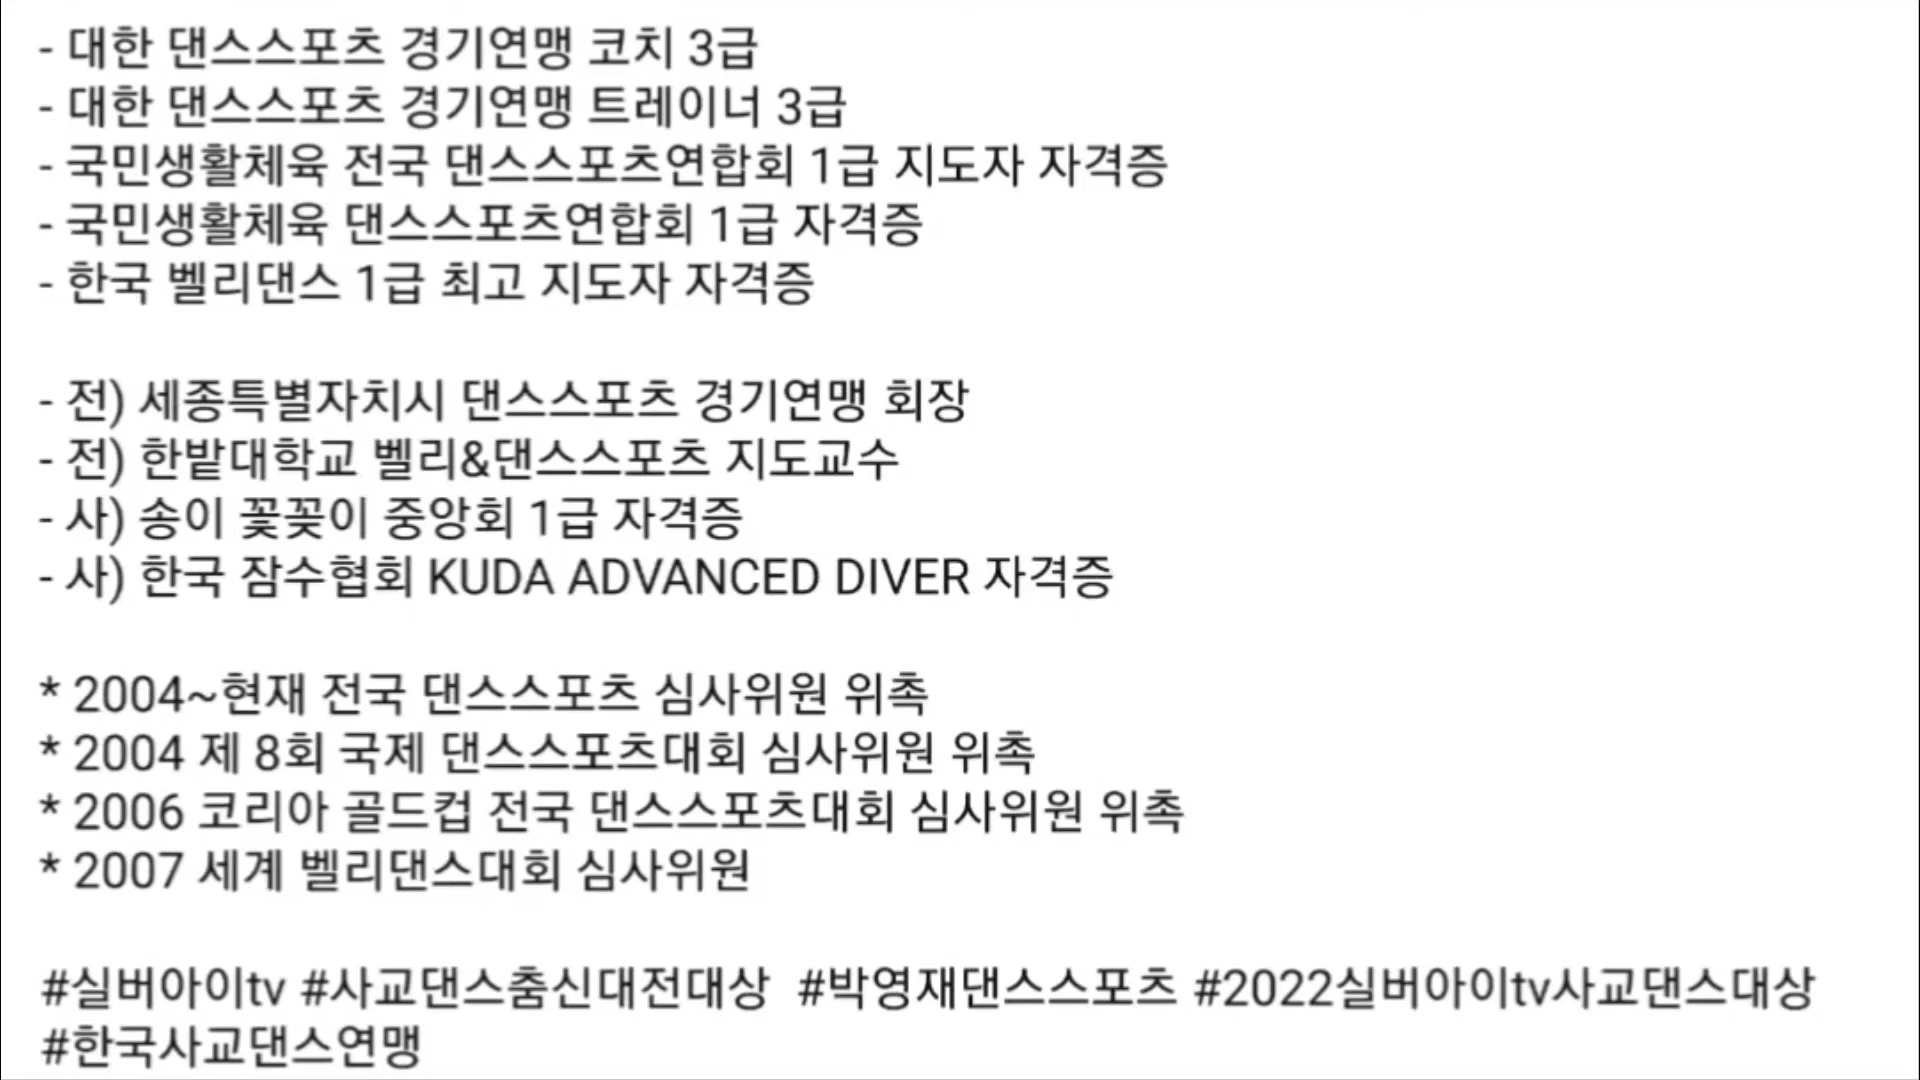 - 대한 댄스스포츠 경기연맹 코치 3급
- 대한 댄스스포츠 경기연맹 트레이너 3급
- 국민생활체육 전국 댄스스포츠연합회 1급 지도자 자격증
- 국민생활체육 댄스스포츠연합회 1급 자격증
- 한국 벨리댄스 1급 최고 지도자 자격증
- 전) 세종특별자치시 댄스스포츠 경기연맹 회장
- 전) 한밭대학교 벨리&댄스스포츠 지도교수
- 사) 송이 꽃꽂이 중앙회 1급 자격증
- 사) 한국 잠수협회 KUDA ADVANCED DIVER 자격증
* 2004~현재 전국 댄스스포츠 심사위원 위촉
* 2004 제 8회 국제 댄스스포츠대회 심사위원 위촉
* 2006 코리아 골드컵 전국 댄스스포츠대회 심사위원 위촉
* 2007 세계 벨리댄스대회 심사위원
#실버아이tv #사교댄스춤신대전대상 #박영재댄스스포츠 #2022실버아이tv사교댄스대상
#한국사교댄스연맹